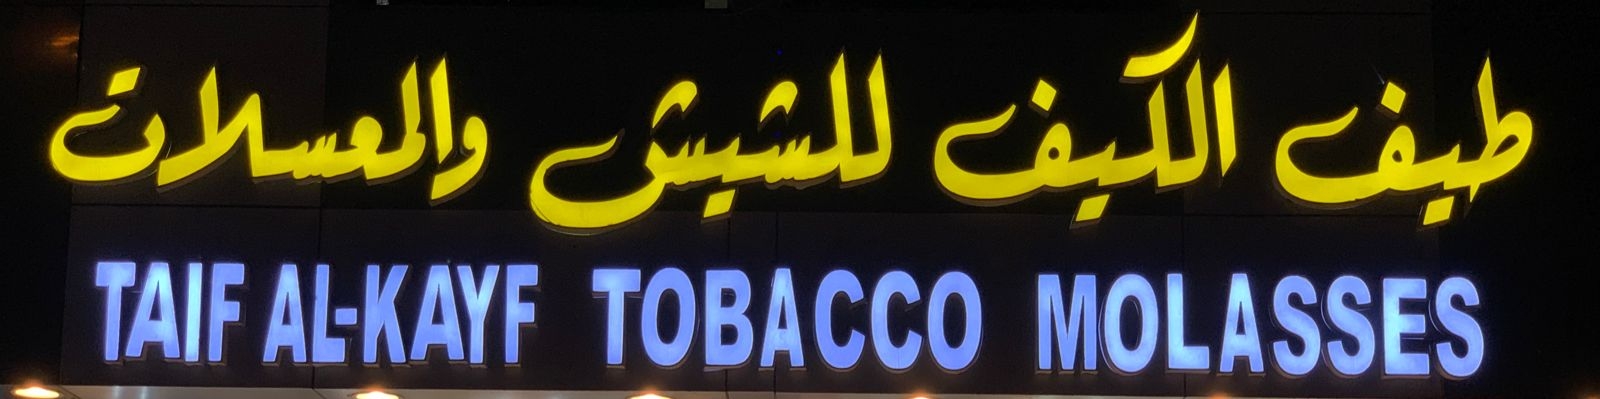 طيف الكيف للشيش والمعسلات
TAIF AL-KAYF TOBACCO MOLASSES